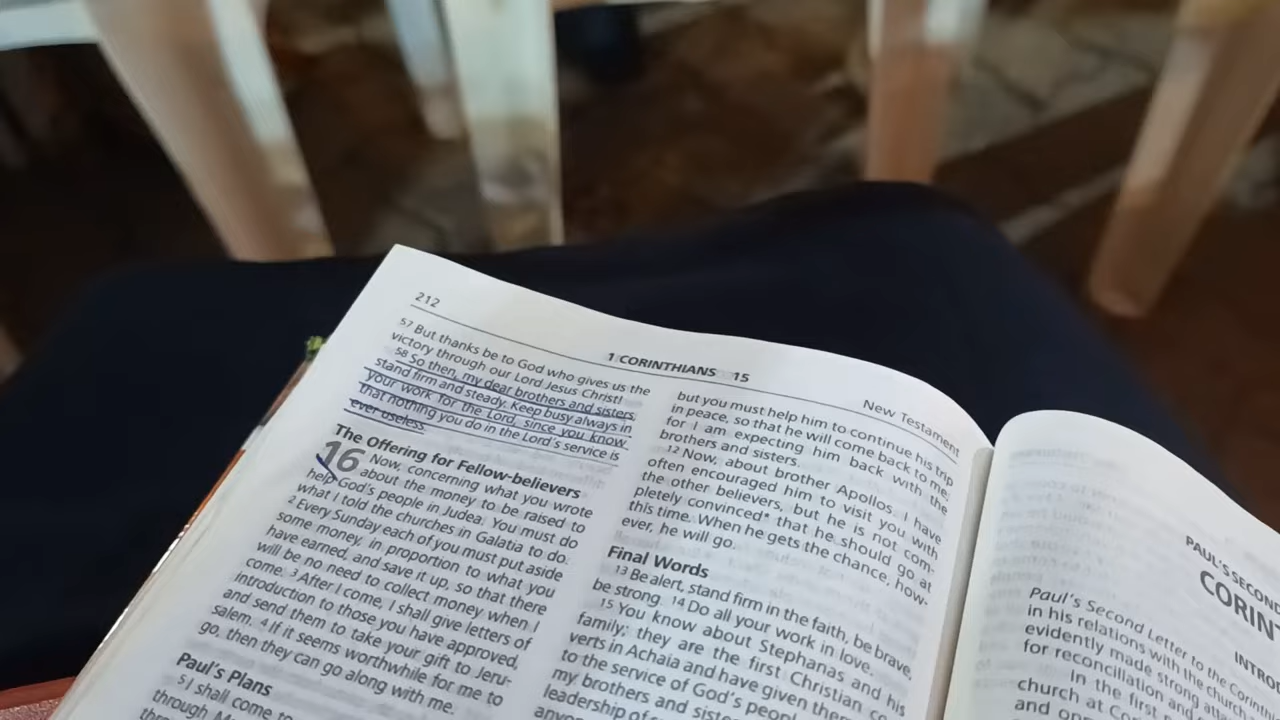 212
1 CORINTHIANS 15
New Testament
57 But thanks be to God who gives us the
victory through our Lord Jesus Christ!
58 So then, my dear brothers and sisters,
stand firm and steady. Keep busy always in
your work for the Lord, since you know
that nothing you do in the Lord's service is
ever useless.
The Offering for Fellow-believers
16 Now, concerning what you wrote
about the money to be raised to
help God's people in Judea. You must do
what I told the churches in Galatia to do.
2 Every Sunday each of you must put aside
some money, in proportion to what you
have earned, and save it up, so that there
will be no need to collect money when I
come. 3 After I come, I shall give letters of
introduction to those you have approved,
and send them to take your gift to Jeru-
salem. 4 If it seems worthwhile for me to
go, then they can go along with me.
Paul's Plans
5 I shall come to
through
but you must help him to continue his trip
in peace, so that he will come back to me;
for I am expecting him back with the
brothers and sisters.
12 Now, about brother Apollos. I have
often encouraged him to visit you with
the other believers, but he is not com-
pletely convinced* that he should go at
this time. When he gets the chance, how-
ever, he will go.
Final Words
13 Be alert, stand firm in the faith, be brave,
be strong. 14 Do all your work in love.
15 You know about Stephanas and his
family; they are the first Christian co
verts in Achaia and have given the
to the service of God's peopl
my brothers and siste
leadership of
PAUL'S SECON
CORIN
INTRO
Paul's Second Letter to the Corinth
in his relations with the church
evidently made strong attac
for reconciliation an
In the first
church at Co